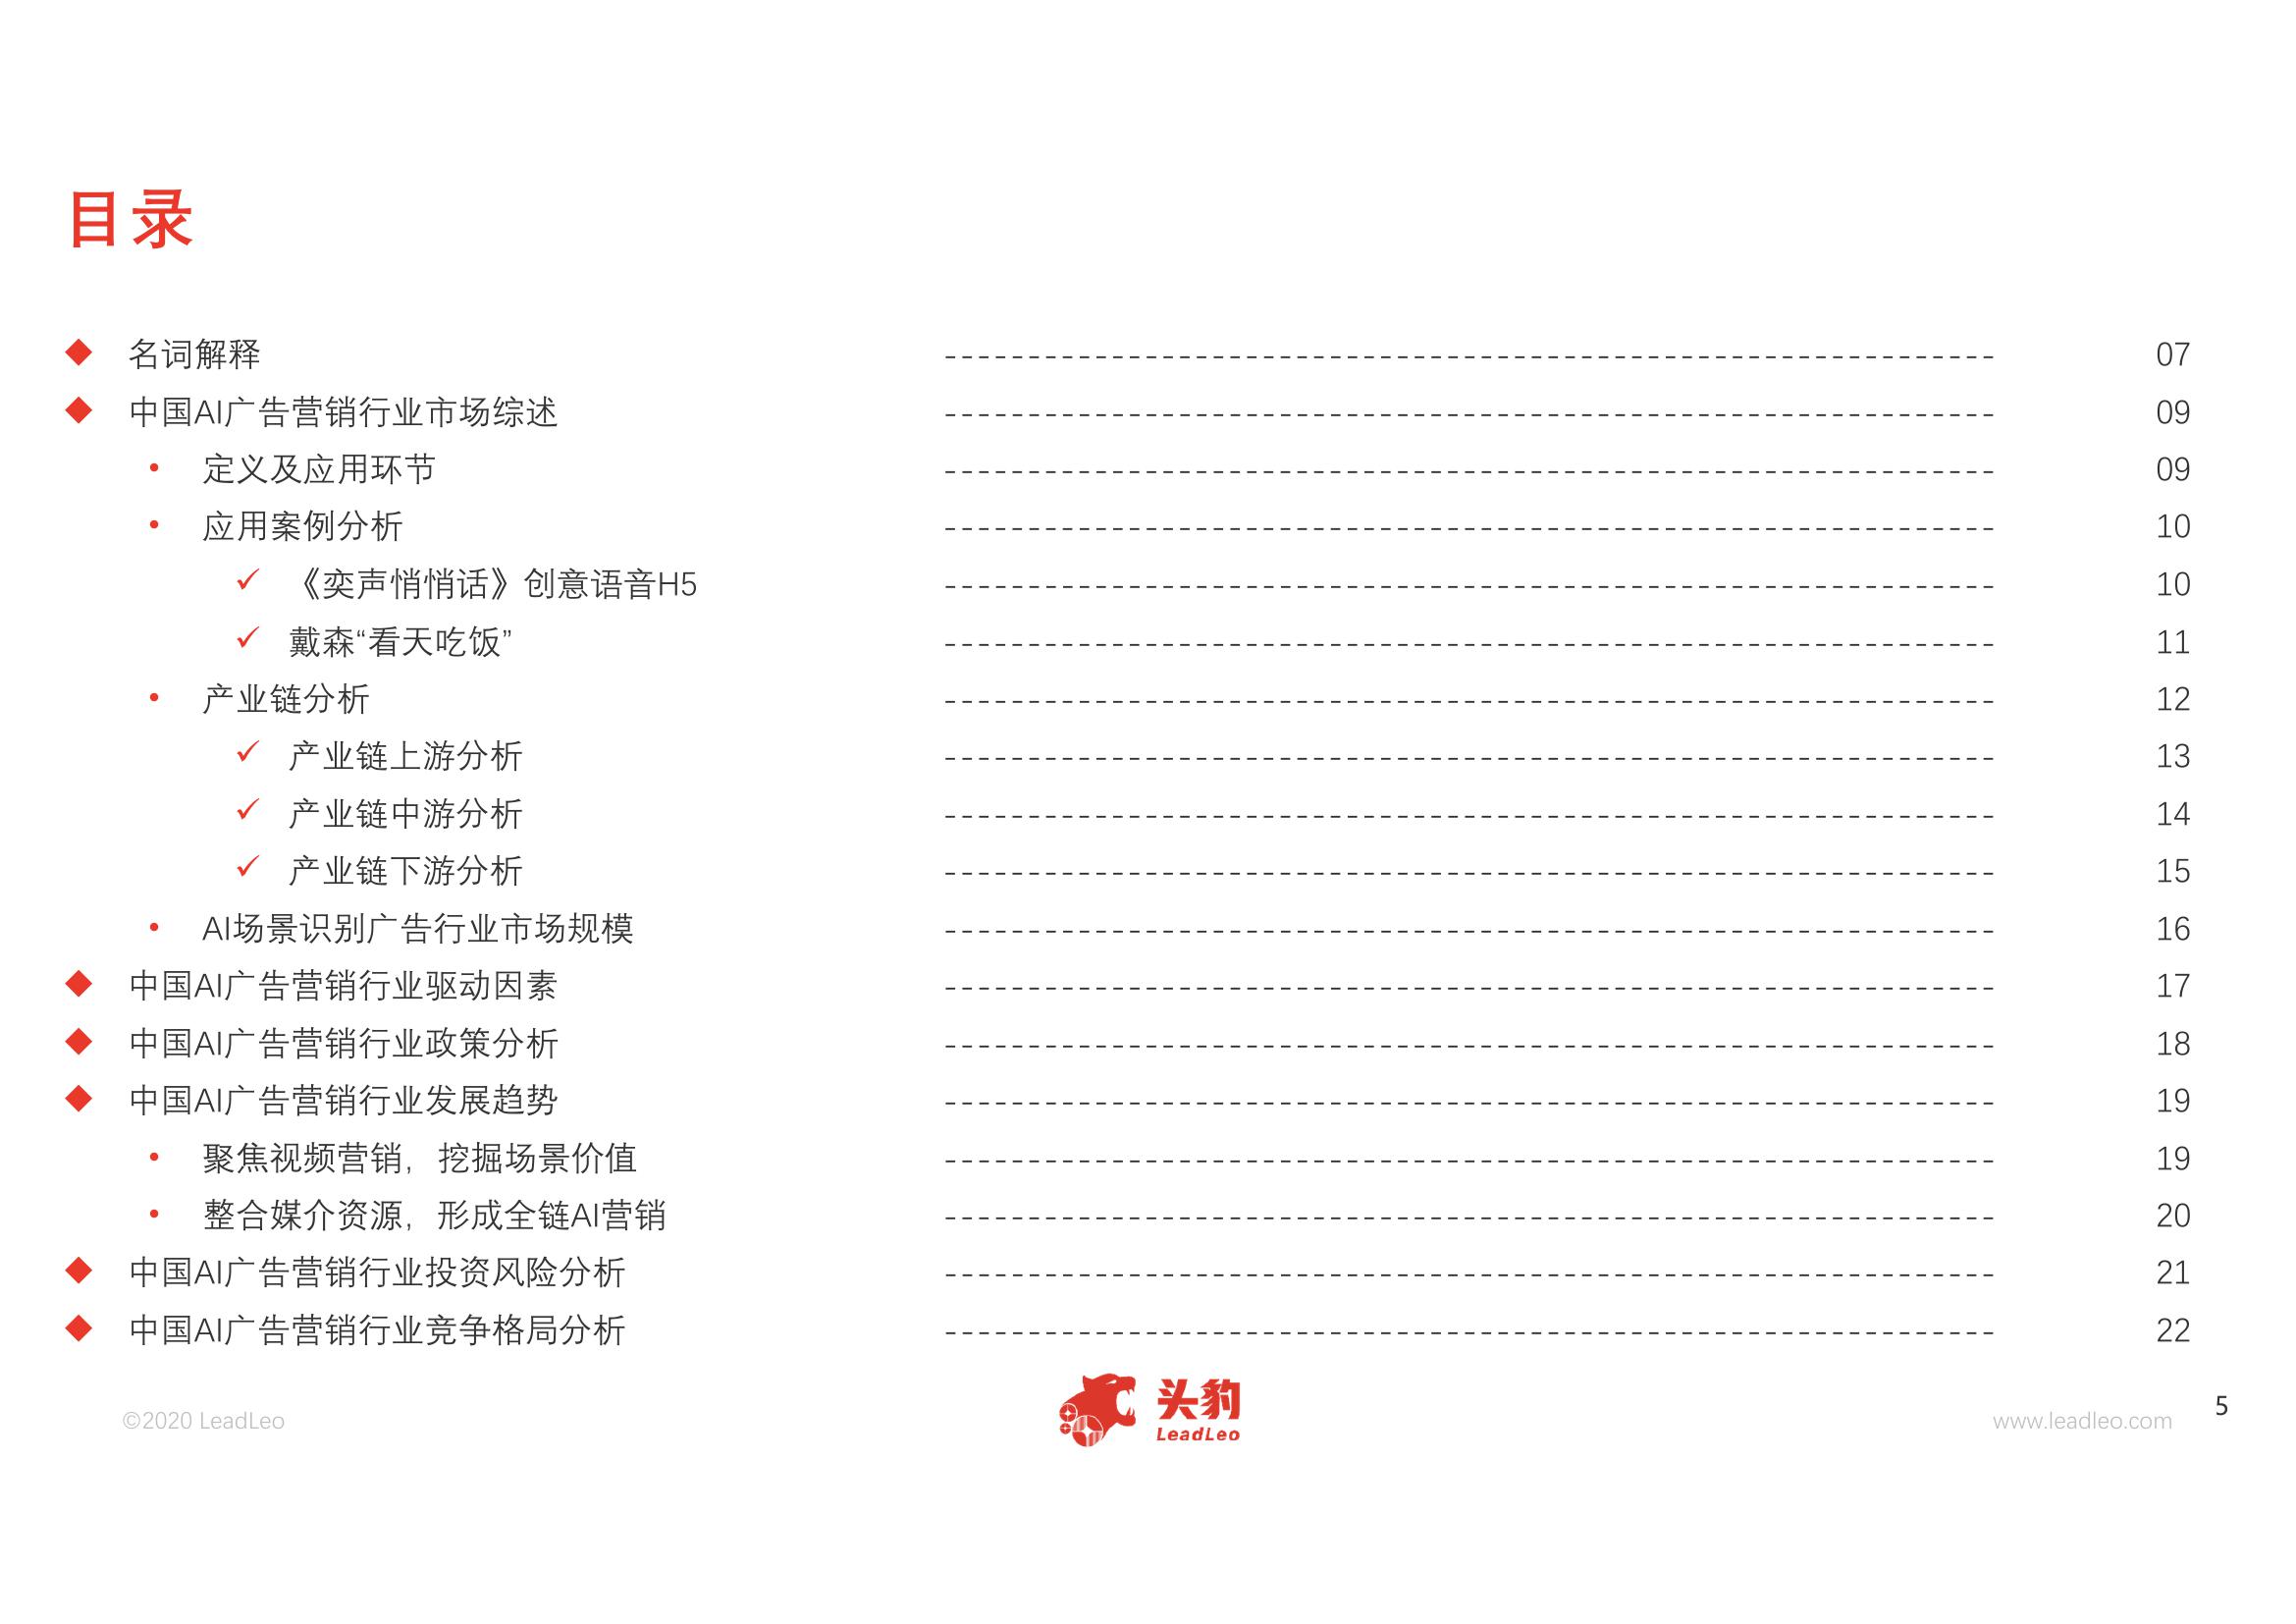 目录
名词解释 07
中国AI广告营销行业市场综述 09
定义及应用环节 09
应用案例分析 10
《奕声悄悄话》创意语音H5 10
戴森“看天吃饭” 11
产业链分析 12
产业链上游分析 13
产业链中游分析 14
产业链下游分析 15
AI场景识别广告行业市场规模 16
中国AI广告营销行业驱动因素 17
中国AI广告营销行业政策分析 18
中国AI广告营销行业发展趋势 19
聚焦视频营销，挖掘场景价值 19
整合媒介资源，形成全链AI营销 20
中国AI广告营销行业投资风险分析 21
中国AI广告营销行业竞争格局分析 22
©2020 LeadLeo
头豹
LeadLeo
www.leadleo.com
5